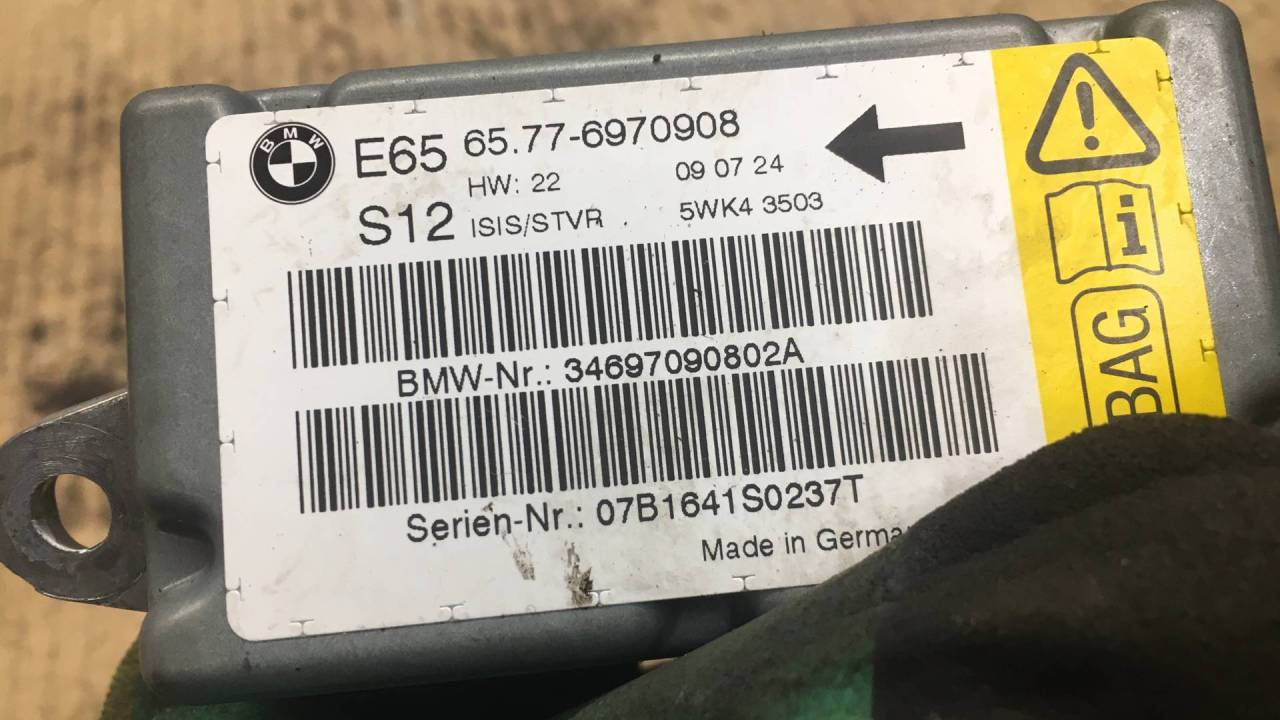 BMW
E65 65.77-6970908
HW: 22 09 07 24
S12 ISIS/STVR 5WK4 3503
BMW-Nr.: 34697090802A
Serien-Nr.: 07B1641S0237T
Made in
BAG